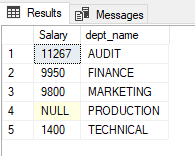 Results Messages
Salary dept_name
1 11267 AUDIT
2 9950 FINANCE
3 9800 MARKETING
4 NULL PRODUCTION
5 1400 TECHNICAL